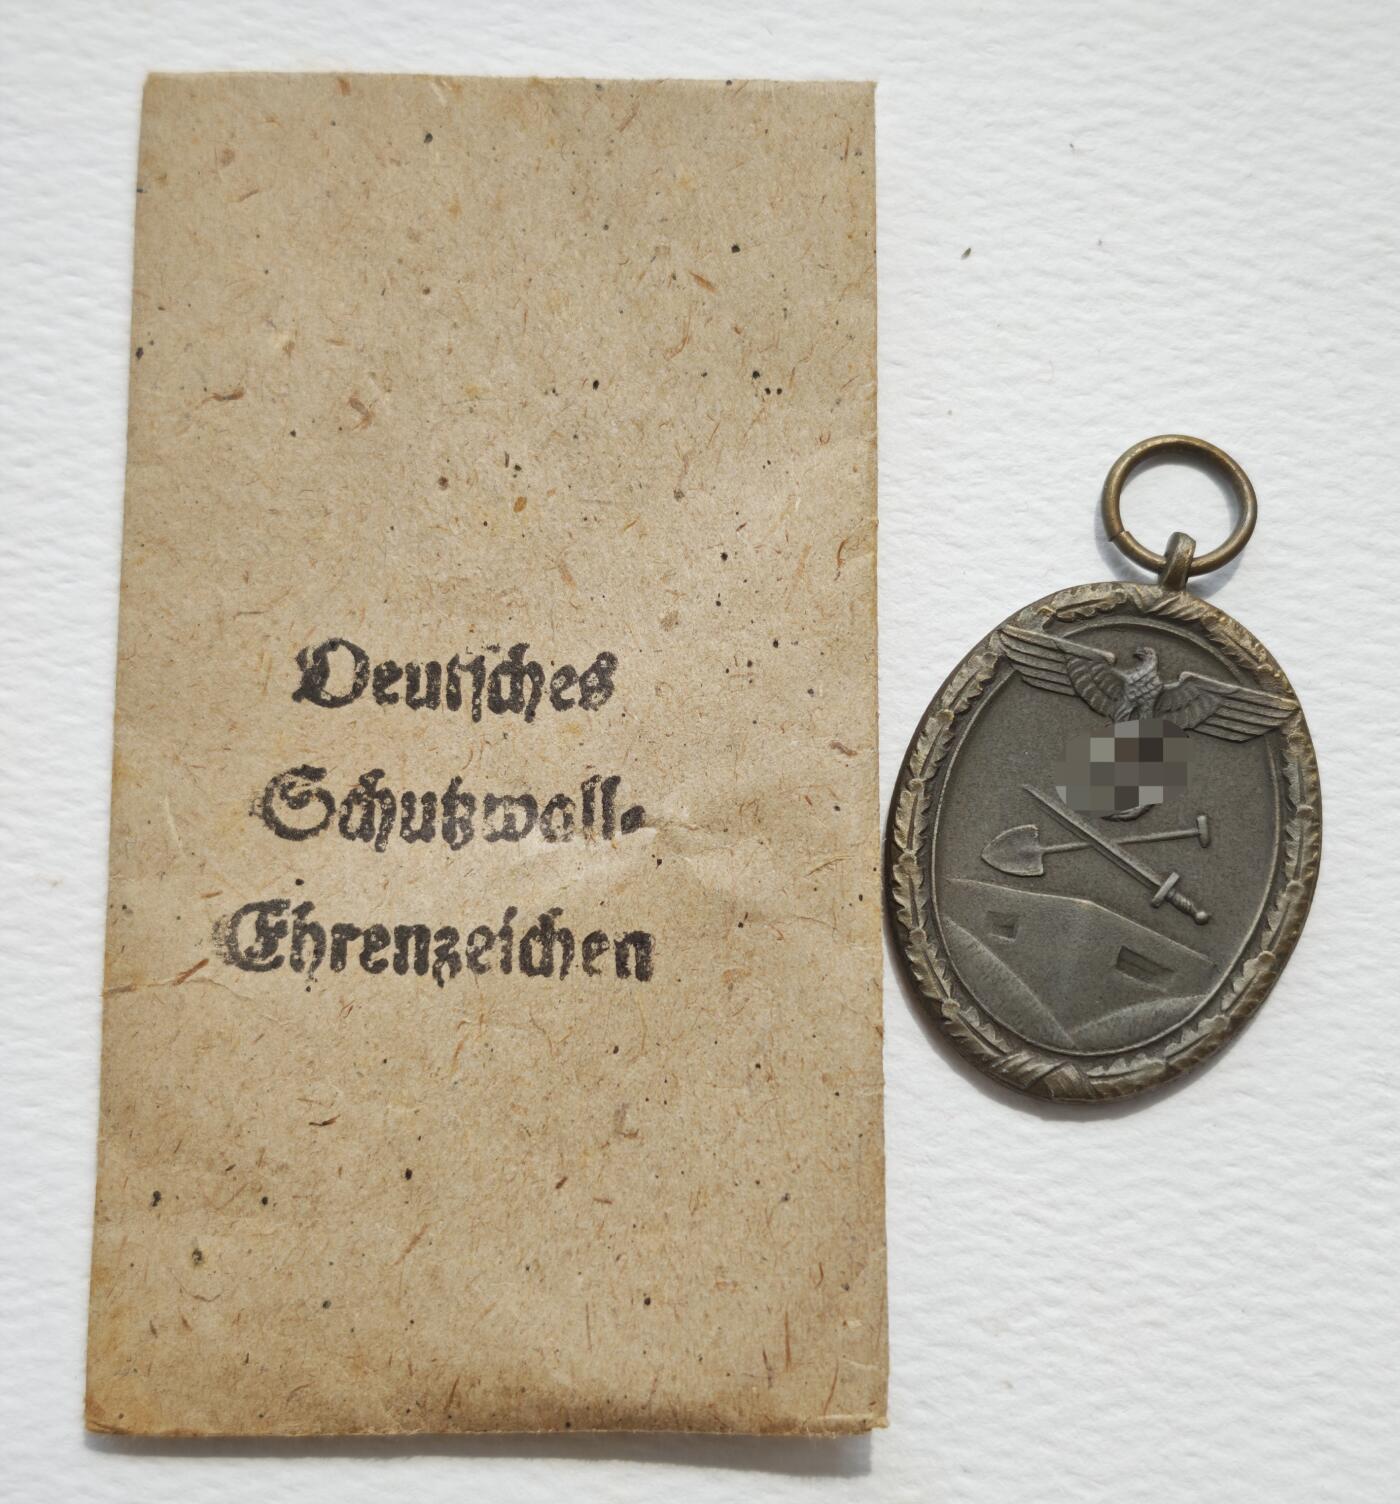 Deutsches
Schutzwall-
Ehrenzeichen